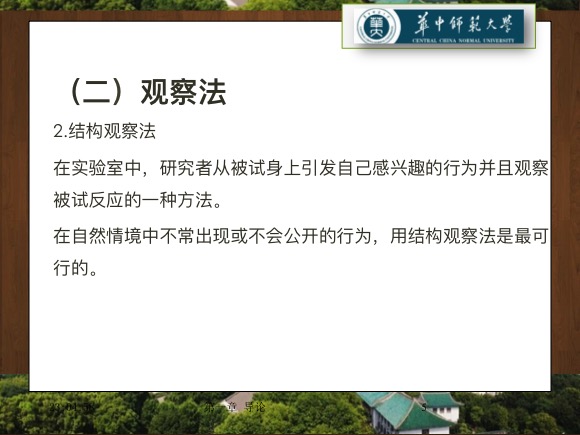 華中師範大學
CENTRAL CHINA NORMAL UNIVERSITY
（二）观察法
2.结构观察法
在实验室中，研究者从被试身上引发自己感兴趣的行为并且观察
被试反应的一种方法。
在自然情境中不常出现或不会公开的行为，用结构观察法是最可
行的。
章 导论